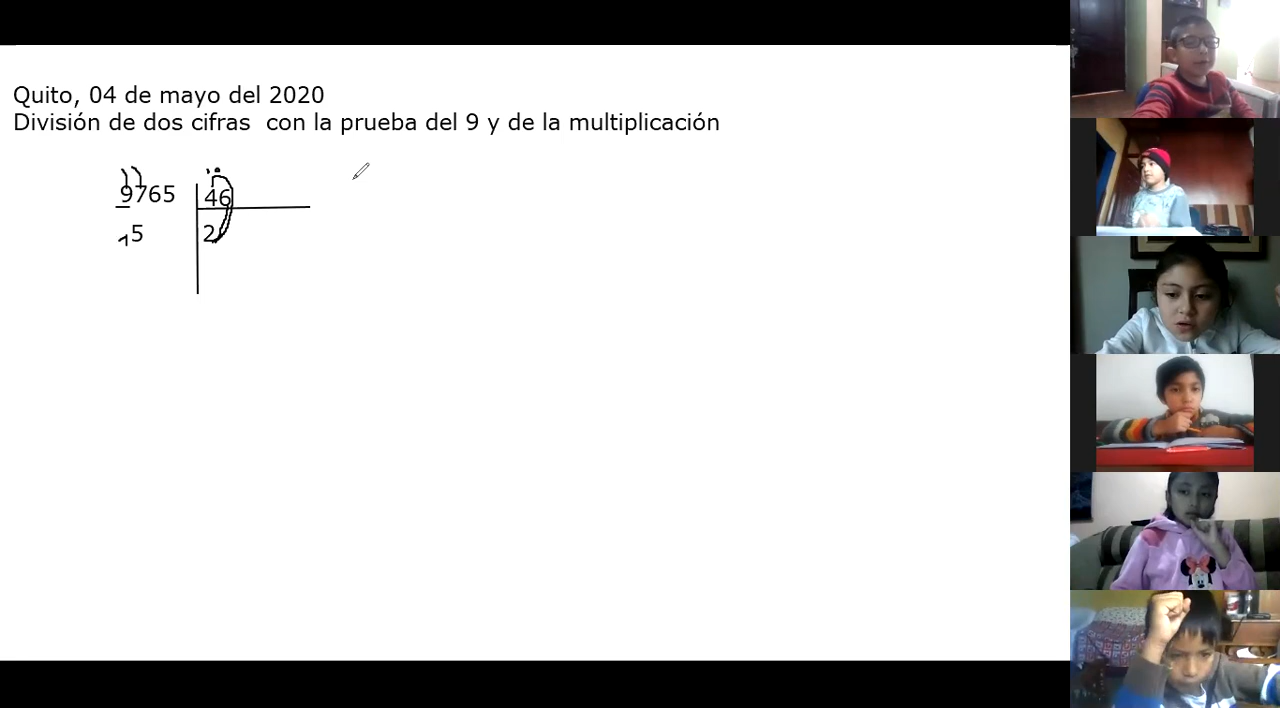 Quito, 04 de mayo del 2020
División de dos cifras con la prueba del 9 y de la multiplicación
9765 46
15 2